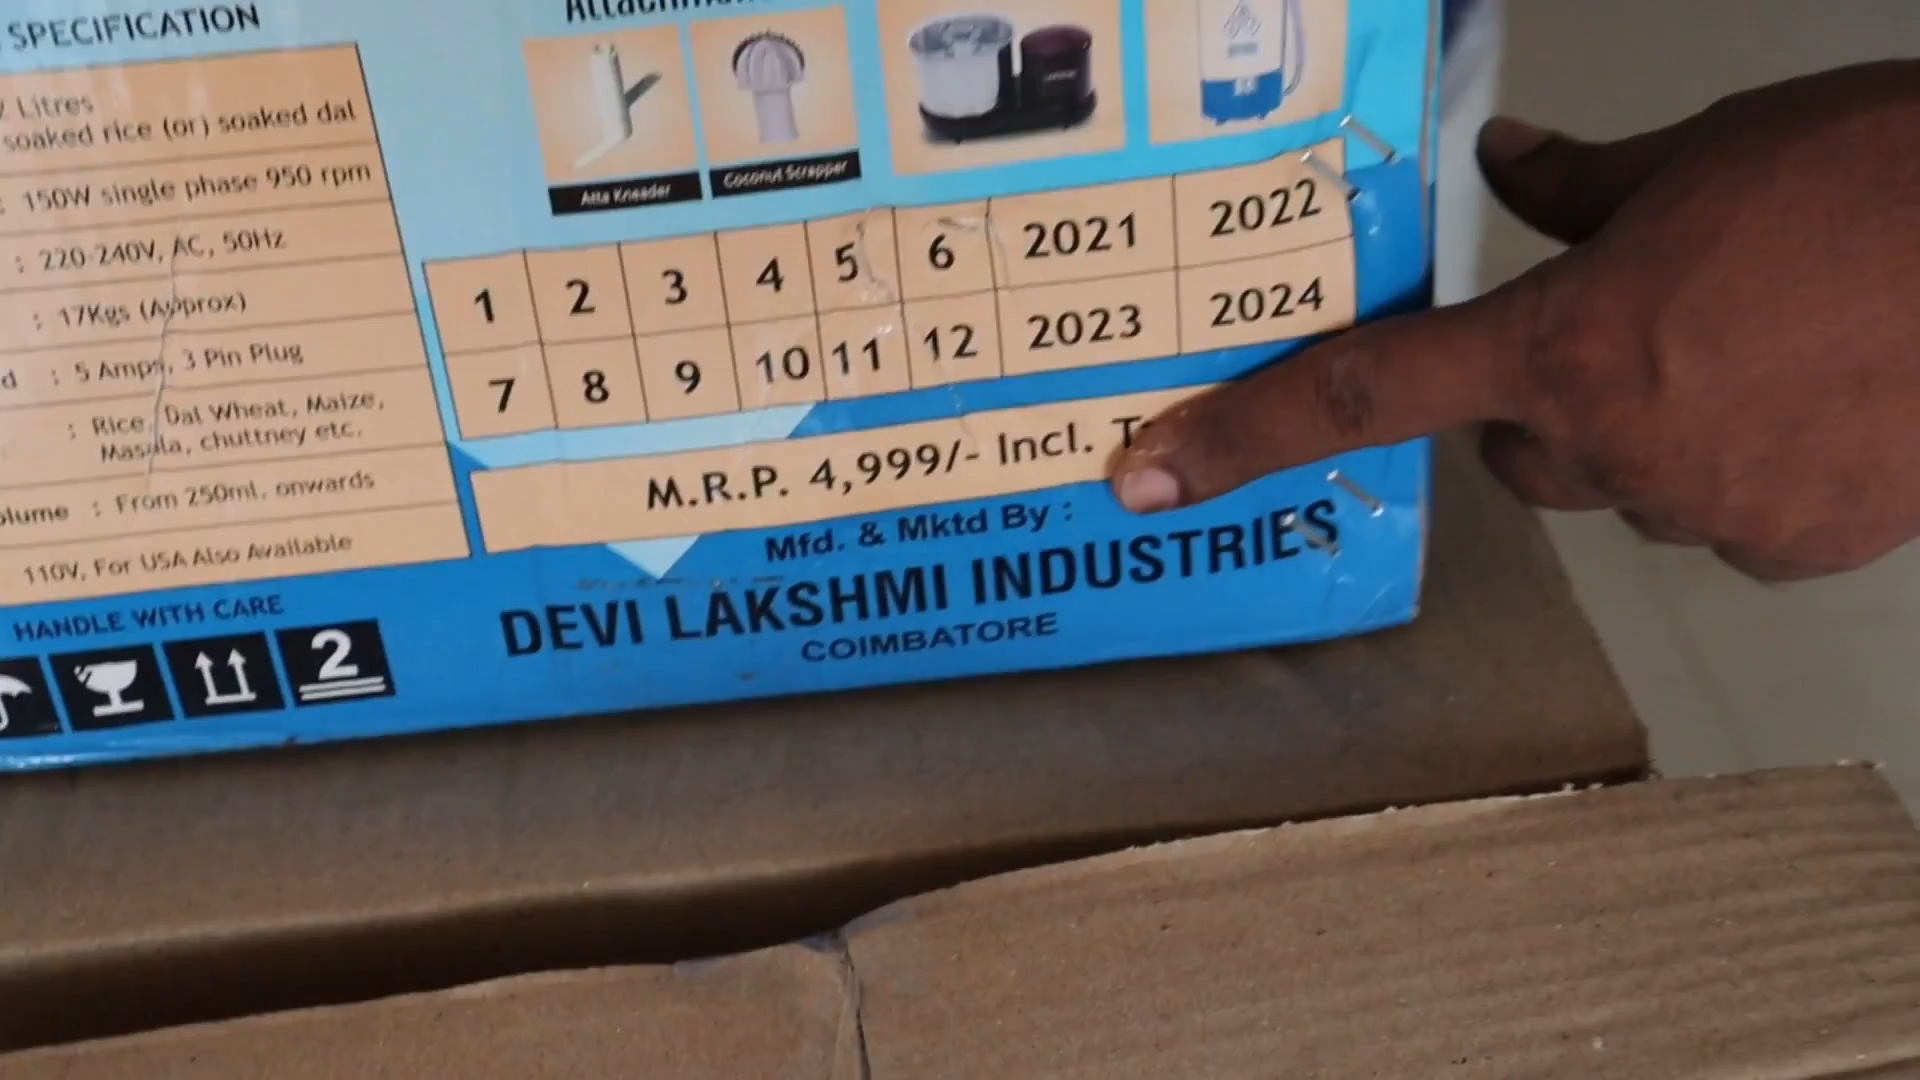 SPECIFICATION
Litres
soaked rice (or) soaked dal
: 150W single phase 950 rpm
: 220-240V, AC, 50Hz
: 17Kgs (Approx)
: 5 Amps, 3 Pin Plug
: Rice, Dal Wheat, Maize,
Masala, chuttney etc.
: From 250ml. onwards
110V, For USA Also Available
HANDLE WITH CARE
2
Atta Kneader
Coconut Scrapper
1 2 3 4 5 6 2021 2022
7 8 9 10 11 12 2023 2024
M.R.P. 4,999/- Incl.
Mfd. & Mktd By :
DEVI LAKSHMI INDUSTRIES
COIMBATORE